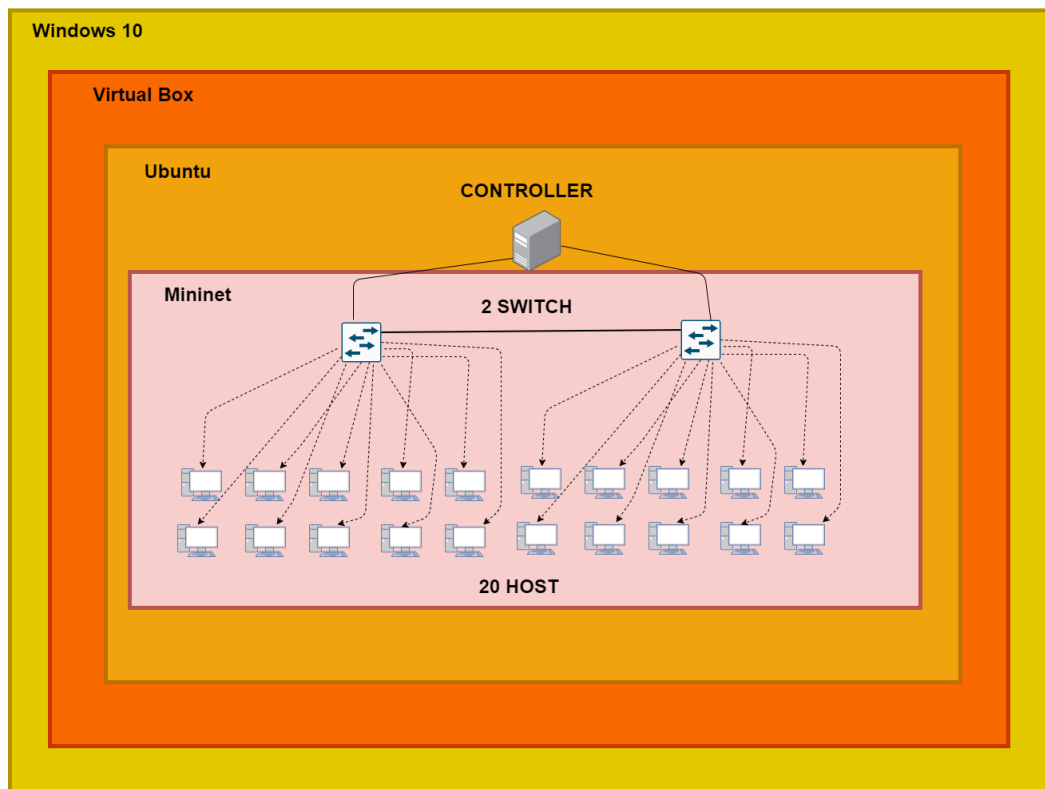 Windows 10
Virtual Box
Ubuntu
CONTROLLER
Mininet
2 SWITCH
20 HOST